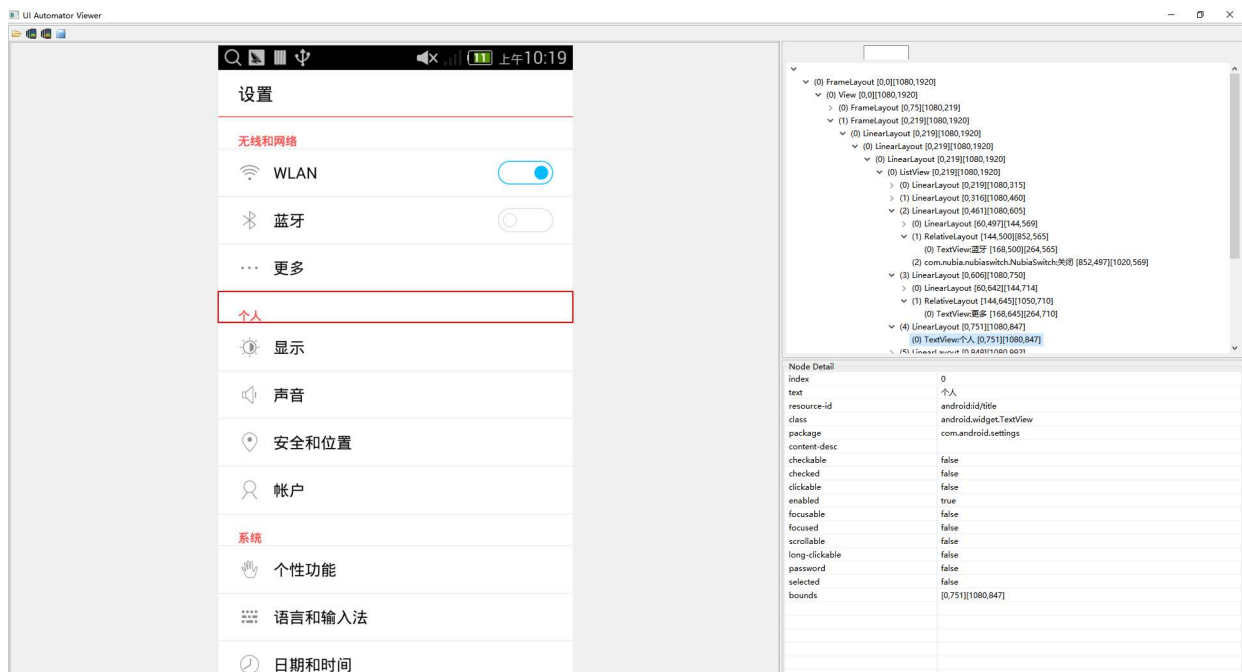 UI Automator Viewer
11 上午10:19
设置
无线和网络
WLAN
蓝牙
更多
个人
显示
声音
安全和位置
帐户
系统
个性功能
语言和输入法
日期和时间
(0) FrameLayout [0,0][1080,1920]
(0) View [0,0][1080,1920]
(0) FrameLayout [0,75][1080,219]
(1) FrameLayout [0,219][1080,1920]
(0) LinearLayout [0,219][1080,1920]
(0) LinearLayout [0,219][1080,1920]
(0) LinearLayout [0,219][1080,1920]
(0) ListView [0,219][1080,1920]
(0) LinearLayout [0,219][1080,315]
(1) LinearLayout [0,316][1080,460]
(2) LinearLayout [0,461][1080,605]
(0) LinearLayout [60,497][144,569]
(1) RelativeLayout [144,500][852,565]
(0) TextView:蓝牙 [168,500][264,565]
(2) com.nubia.nubiaswitch.NubiaSwitch:关闭 [852,497][1020,569]
(3) LinearLayout [0,606][1080,750]
(0) LinearLayout [60,642][144,714]
(1) RelativeLayout [144,645][1050,710]
(0) TextView:更多 [168,645][264,710]
(4) LinearLayout [0,751][1080,847]
(0) TextView:个人 [0,751][1080,847]
(5) LinearLayout [0,848][1080,992]
Node Detail
index 0
text 个人
resource-id android:id/title
class android.widget.TextView
package com.android.settings
content-desc
checkable false
checked false
clickable false
enabled true
focusable false
focused false
scrollable false
long-clickable false
password false
selected false
bounds [0,751][1080,847]